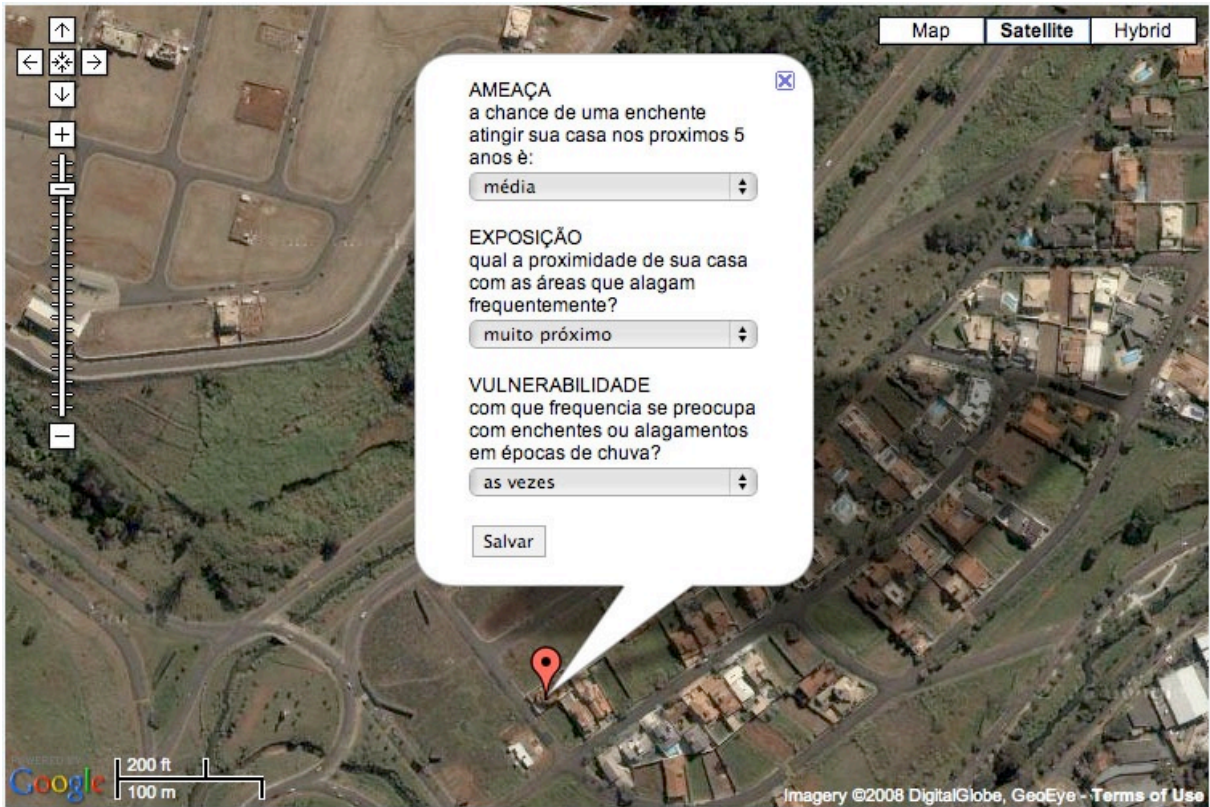 Map Satellite Hybrid
AMEAÇA
a chance de uma enchente
atingir sua casa nos proximos 5
anos è:
média
EXPOSIÇÃO
qual a proximidade de sua casa
com as áreas que alagam
frequentemente?
muito próximo
VULNERABILIDADE
com que frequencia se preocupa
com enchentes ou alagamentos
em épocas de chuva?
as vezes
Salvar
POWERED BY
Google
200 ft
100 m
Imagery ©2008 DigitalGlobe, GeoEye - Terms of Use